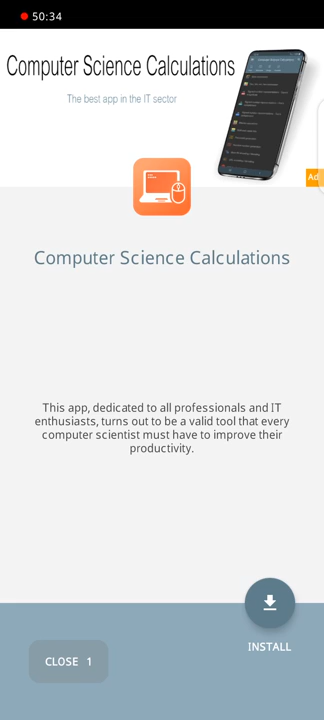 50:34
Computer Science Calculations
The best app in the IT sector
Ad
Computer Science Calculations
This app, dedicated to all professionals and IT
enthusiasts, turns out to be a valid tool that every
computer scientist must have to improve their
productivity.
INSTALL
CLOSE 1